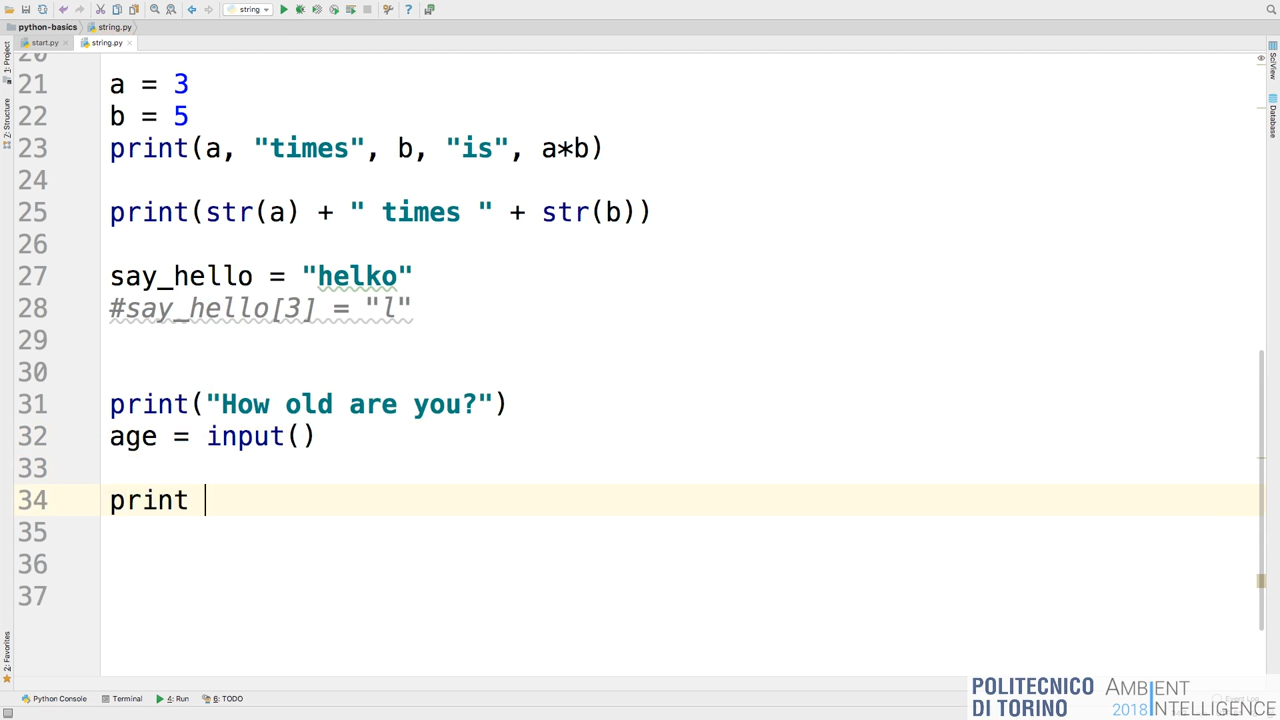 string
python-basics string.py
start.py string.py
1: Project
7: Structure
2: Favorites
SciView
Database
20
21 a = 3
22 b = 5
23 print(a, "times", b, "is", a*b)
24
25 print(str(a) + " times " + str(b))
26
27 say_hello = "helko"
28 #say_hello[3] = "l"
29
30
31 print("How old are you?")
32 age = input()
33
34 print
35
36
37
Python Console Terminal 4: Run 6: TODO
Event Log
POLITECNICO DI TORINO
AMBIENT 2018 INTELLIGENCE